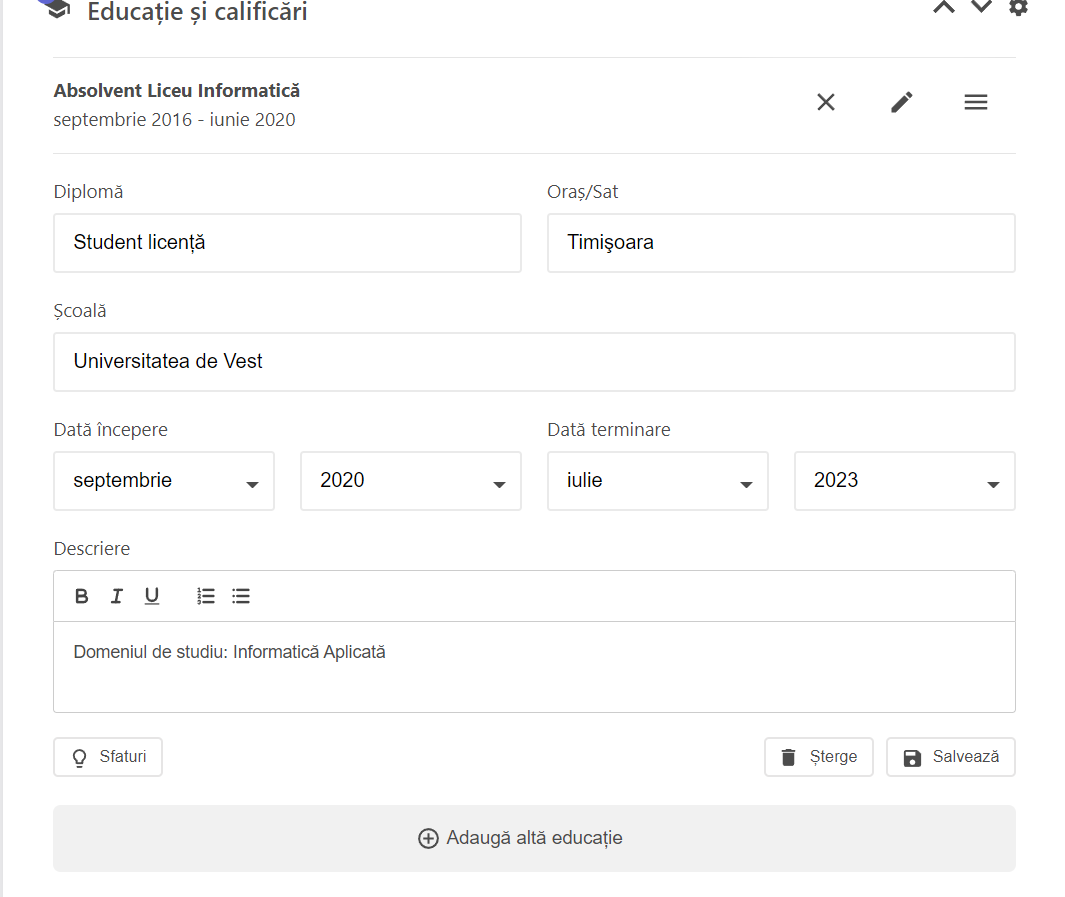 Educație și calificări
Absolvent Liceu Informatică
septembrie 2016 - iunie 2020
Diplomă
Oraș/Sat
Student licență
Timişoara
Școală
Universitatea de Vest
Dată începere
Dată terminare
septembrie
2020
iulie
2023
Descriere
B I U
Domeniul de studiu: Informatică Aplicată
Sfaturi
Șterge
Salvează
Adaugă altă educație